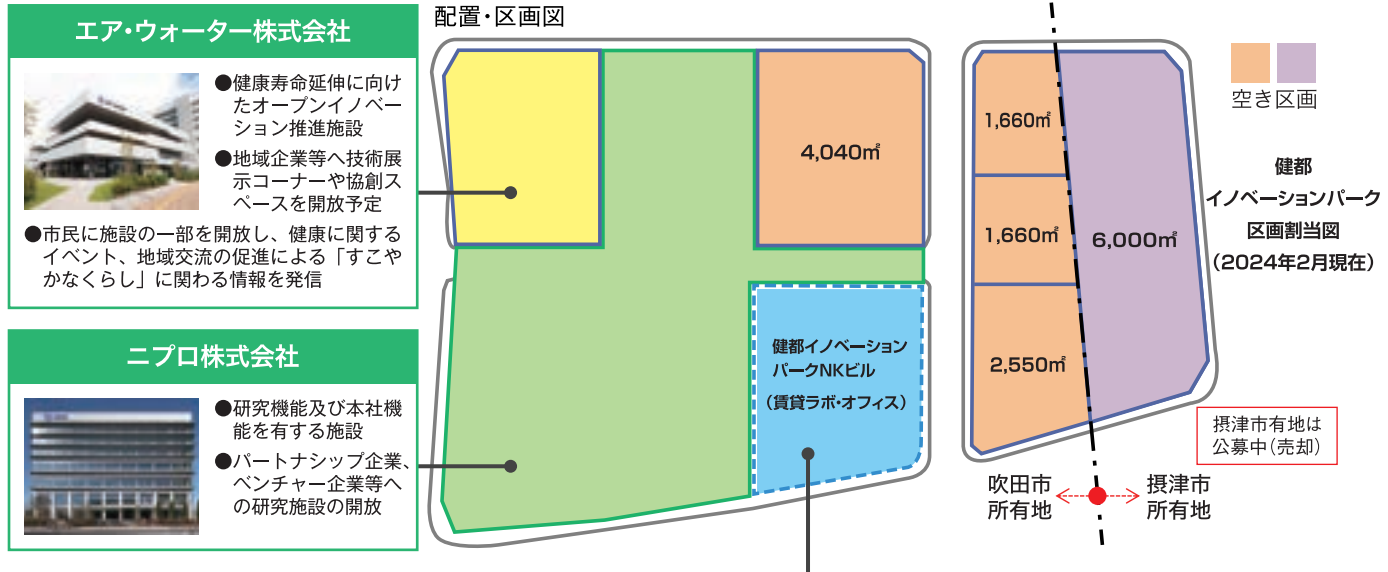 エア・ウォーター株式会社
●健康寿命延伸に向け
たオープンイノベー
ション推進施設
●地域企業等へ技術展
示コーナーや協創ス
ペースを開放予定
●市民に施設の一部を開放し、健康に関する
イベント、地域交流の促進による「すこや
かなくらし」に関わる情報を発信
ニプロ株式会社
●研究機能及び本社機
能を有する施設
●パートナシップ企業、
ベンチャー企業等へ
の研究施設の開放
配置・区画図
4,040㎡
健都イノベーション
パークNKビル
（賃貸ラボ・オフィス）
1,660㎡
1,660㎡
2,550㎡
6,000㎡
空き区画
健都
イノベーションパーク
区画割当図
（2024年2月現在）
摂津市有地は
公募中（売却）
吹田市
所有地
摂津市
所有地